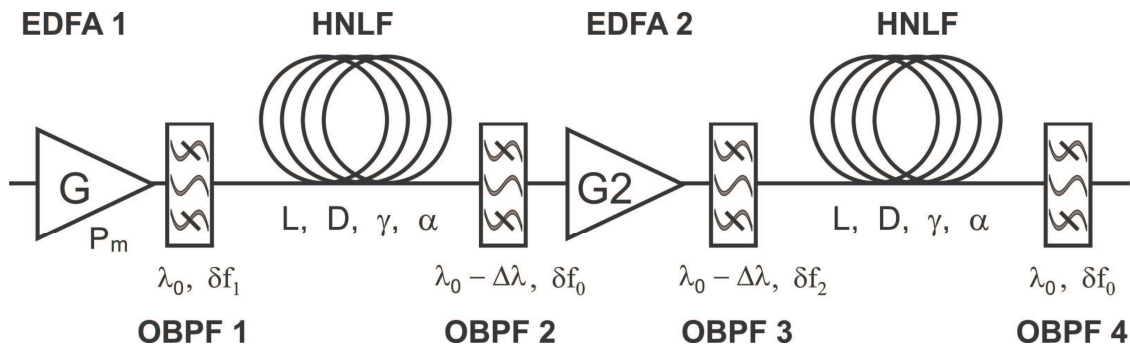 EDFA 1 HNLF EDFA 2 HNLF
G G2
Pm L, D, γ, α L, D, γ, α
λ0, δf1 λ0 – Δλ, δf0 λ0 – Δλ, δf2 λ0, δf0
OBPF 1 OBPF 2 OBPF 3 OBPF 4